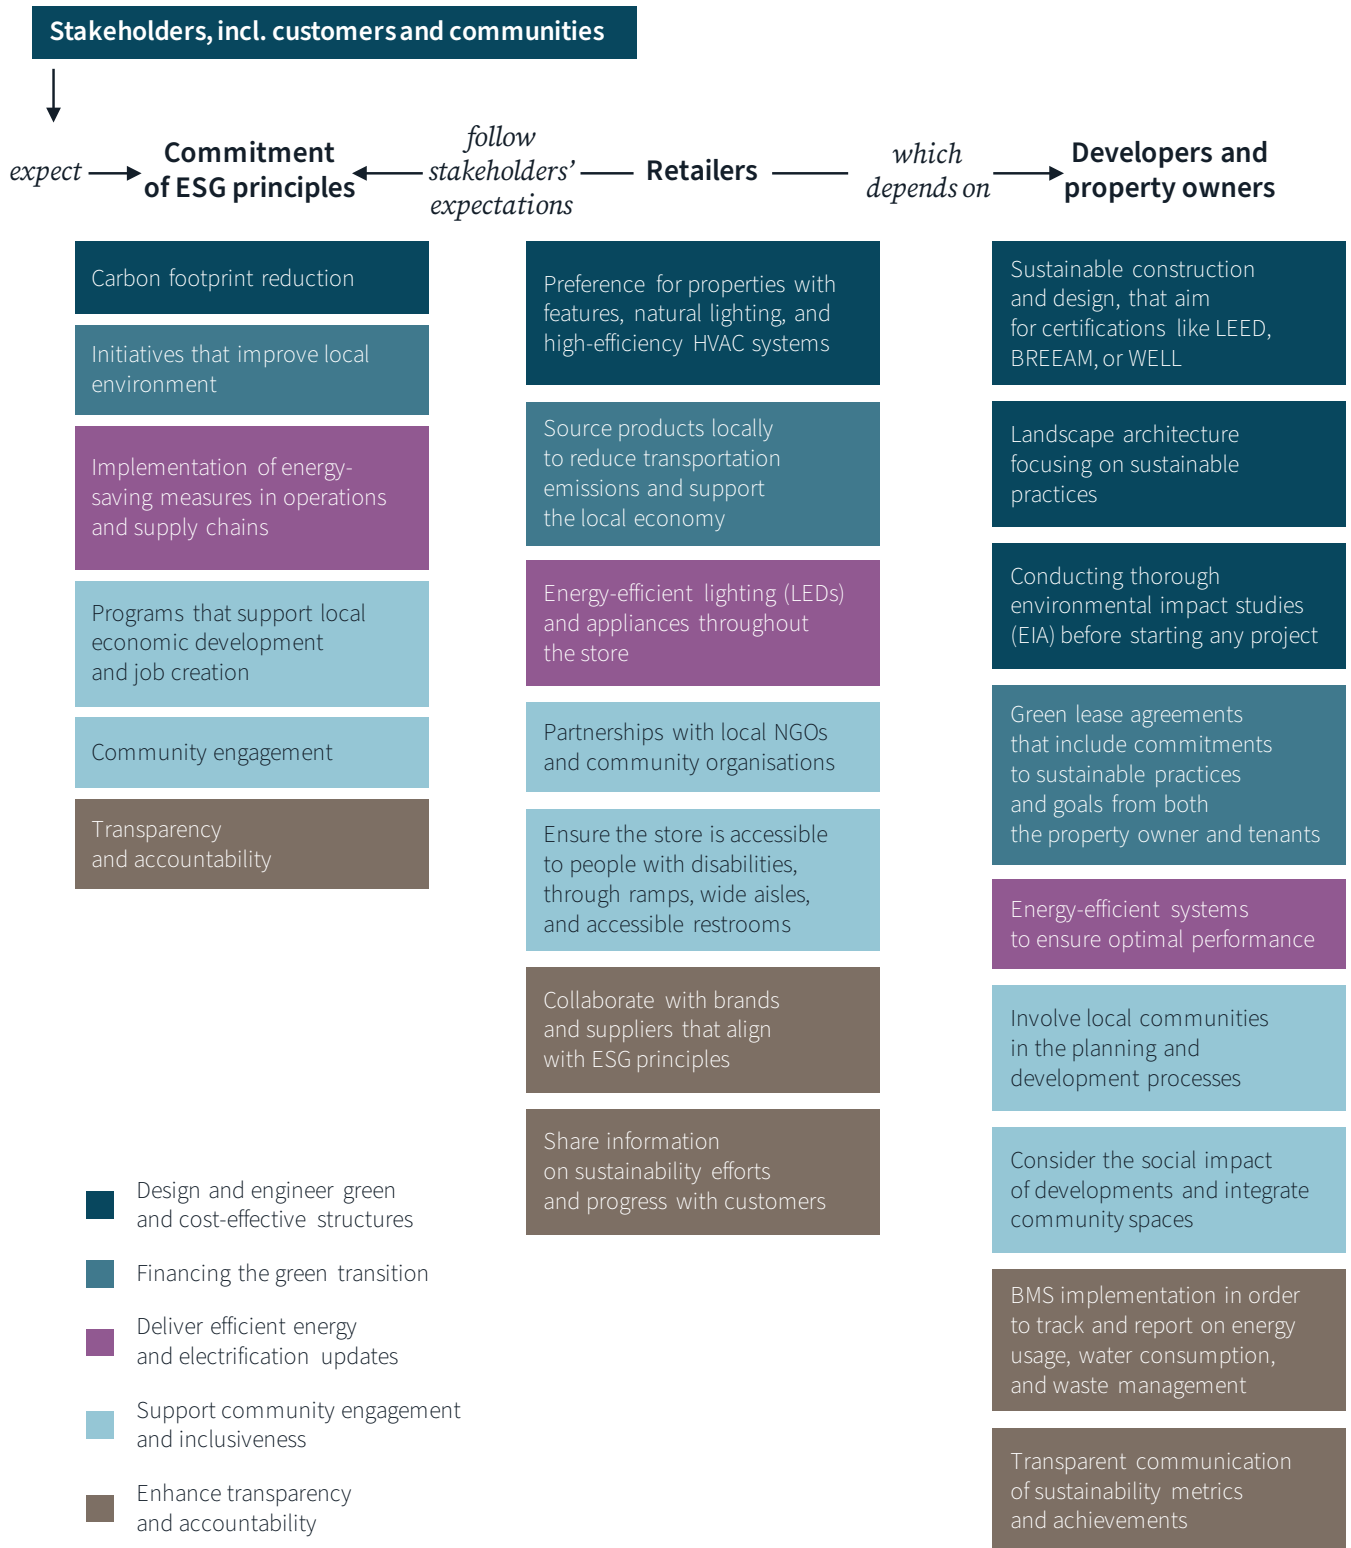 Stakeholders, incl. customers and communities
expect
Commitment
of ESG principles
follow
stakeholders’
expectations
Retailers
which
depends on
Developers and
property owners
Carbon footprint reduction
Initiatives that improve local
environment
Implementation of energy-
saving measures in operations
and supply chains
Programs that support local
economic development
and job creation
Community engagement
Transparency
and accountability
Preference for properties with
features, natural lighting, and
high-efficiency HVAC systems
Source products locally
to reduce transportation
emissions and support
the local economy
Energy-efficient lighting (LEDs)
and appliances throughout
the store
Partnerships with local NGOs
and community organisations
Ensure the store is accessible
to people with disabilities,
through ramps, wide aisles,
and accessible restrooms
Collaborate with brands
and suppliers that align
with ESG principles
Share information
on sustainability efforts
and progress with customers
Sustainable construction
and design, that aim
for certifications like LEED,
BREEAM, or WELL
Landscape architecture
focusing on sustainable
practices
Conducting thorough
environmental impact studies
(EIA) before starting any project
Green lease agreements
that include commitments
to sustainable practices
and goals from both
the property owner and tenants
Energy-efficient systems
to ensure optimal performance
Involve local communities
in the planning and
development processes
Consider the social impact
of developments and integrate
community spaces
BMS implementation in order
to track and report on energy
usage, water consumption,
and waste management
Transparent communication
of sustainability metrics
and achievements
Design and engineer green
and cost-effective structures
Financing the green transition
Deliver efficient energy
and electrification updates
Support community engagement
and inclusiveness
Enhance transparency
and accountability